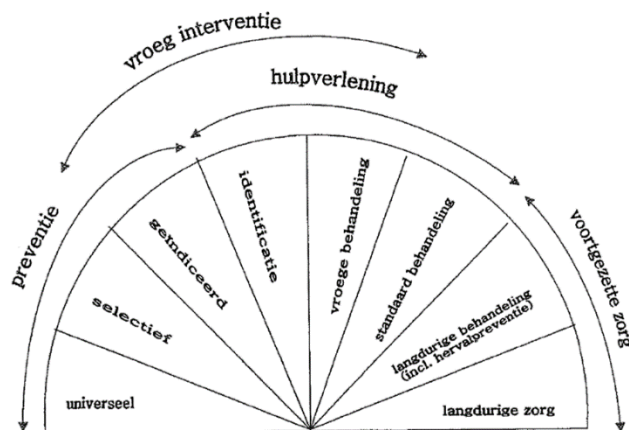 vroeg interventie
hulpverlening
preventie
voortgezette zorg
universeel
selectief
geïndiceerd
identificatie
vroege behandeling
standaard behandeling
langdurige behandeling
(incl. hervalpreventie)
langdurige zorg